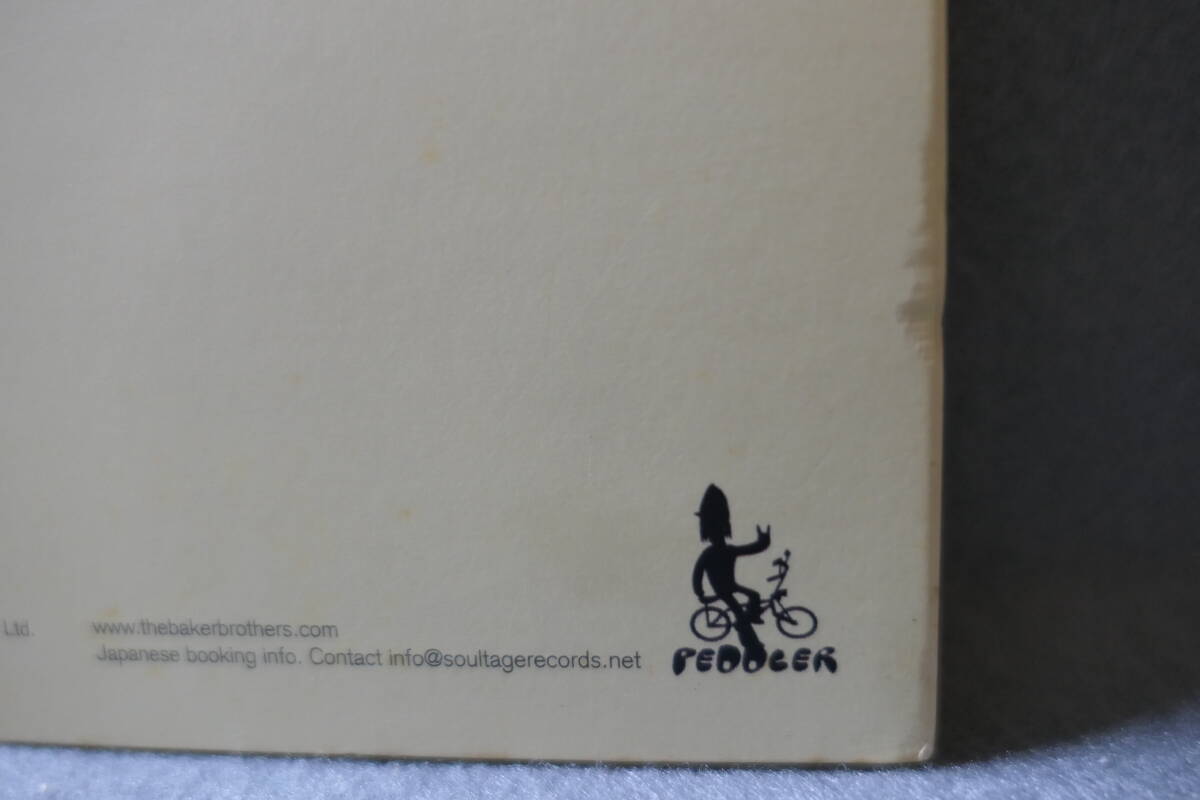 Ltd. www.thebakerbrothers.com
Japanese booking info. Contact info@soultagerecords.net
PEDDLER